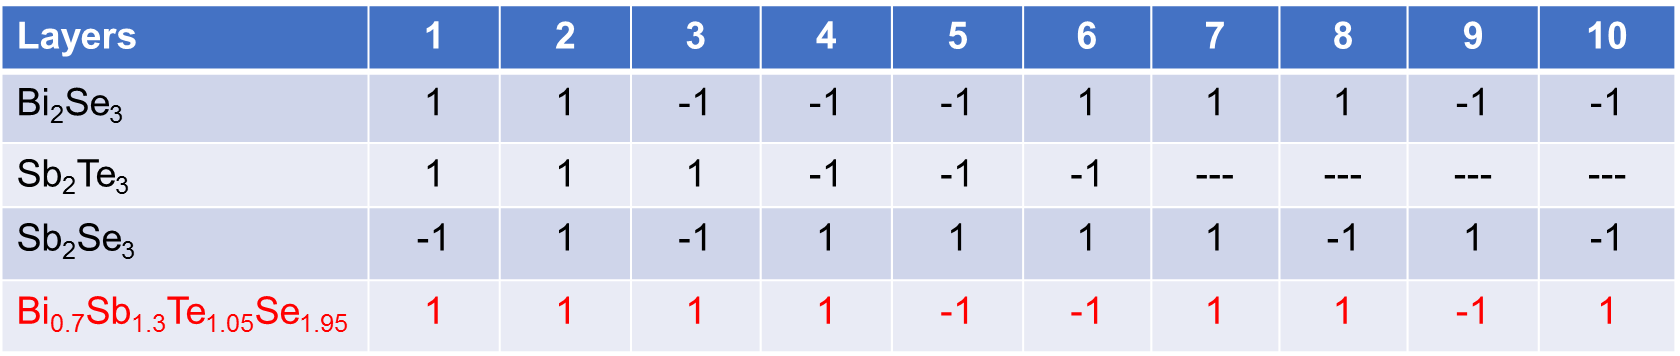 Layers 1 2 3 4 5 6 7 8 9 10
Bi₂Se₃ 1 1 -1 -1 -1 1 1 1 -1 -1
Sb₂Te₃ 1 1 1 -1 -1 -1 --- --- --- ---
Sb₂Se₃ -1 1 -1 1 1 1 1 -1 1 -1
Bi₀.₇Sb₁.₃Te₁.₀₅Se₁.₉₅ 1 1 1 1 -1 -1 1 1 -1 1